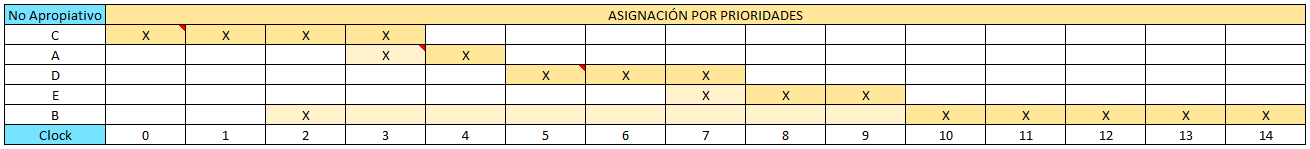 No Apropiativo ASIGNACIÓN POR PRIORIDADES
C X X X X
A X X
D X X X
E X X X
B X X X X X X
Clock 0 1 2 3 4 5 6 7 8 9 10 11 12 13 14